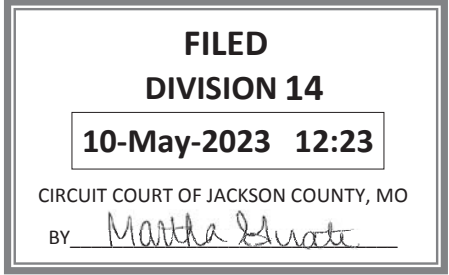 FILED
DIVISION 14
10-May-2023 12:23
CIRCUIT COURT OF JACKSON COUNTY, MO
BY Martha